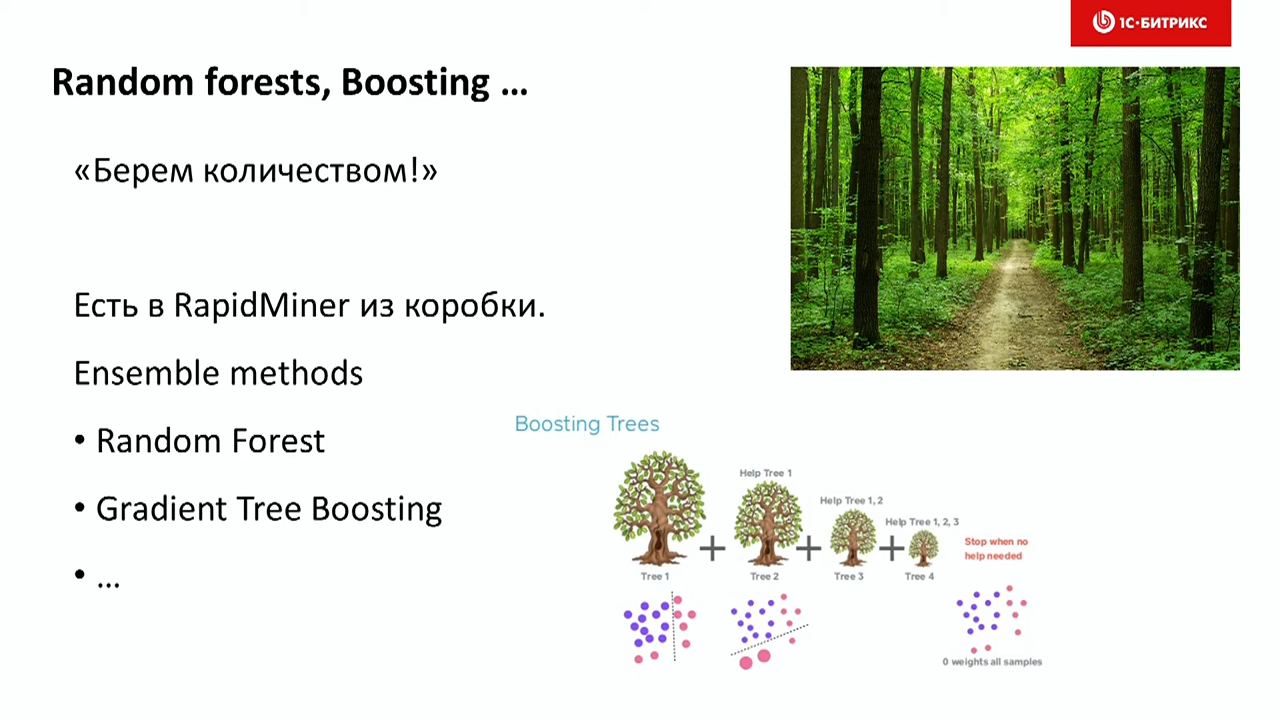 1С·БИТРИКС
Random forests, Boosting ...
«Берем количеством!»
Есть в RapidMiner из коробки.
Ensemble methods
• Random Forest
• Gradient Tree Boosting
• ...
Boosting Trees
Help Tree 1
Help Tree 1, 2
Help Tree 1, 2, 3
Stop when no
help needed
+ + +
Tree 1 Tree 2 Tree 3 Tree 4
0 weights all samples